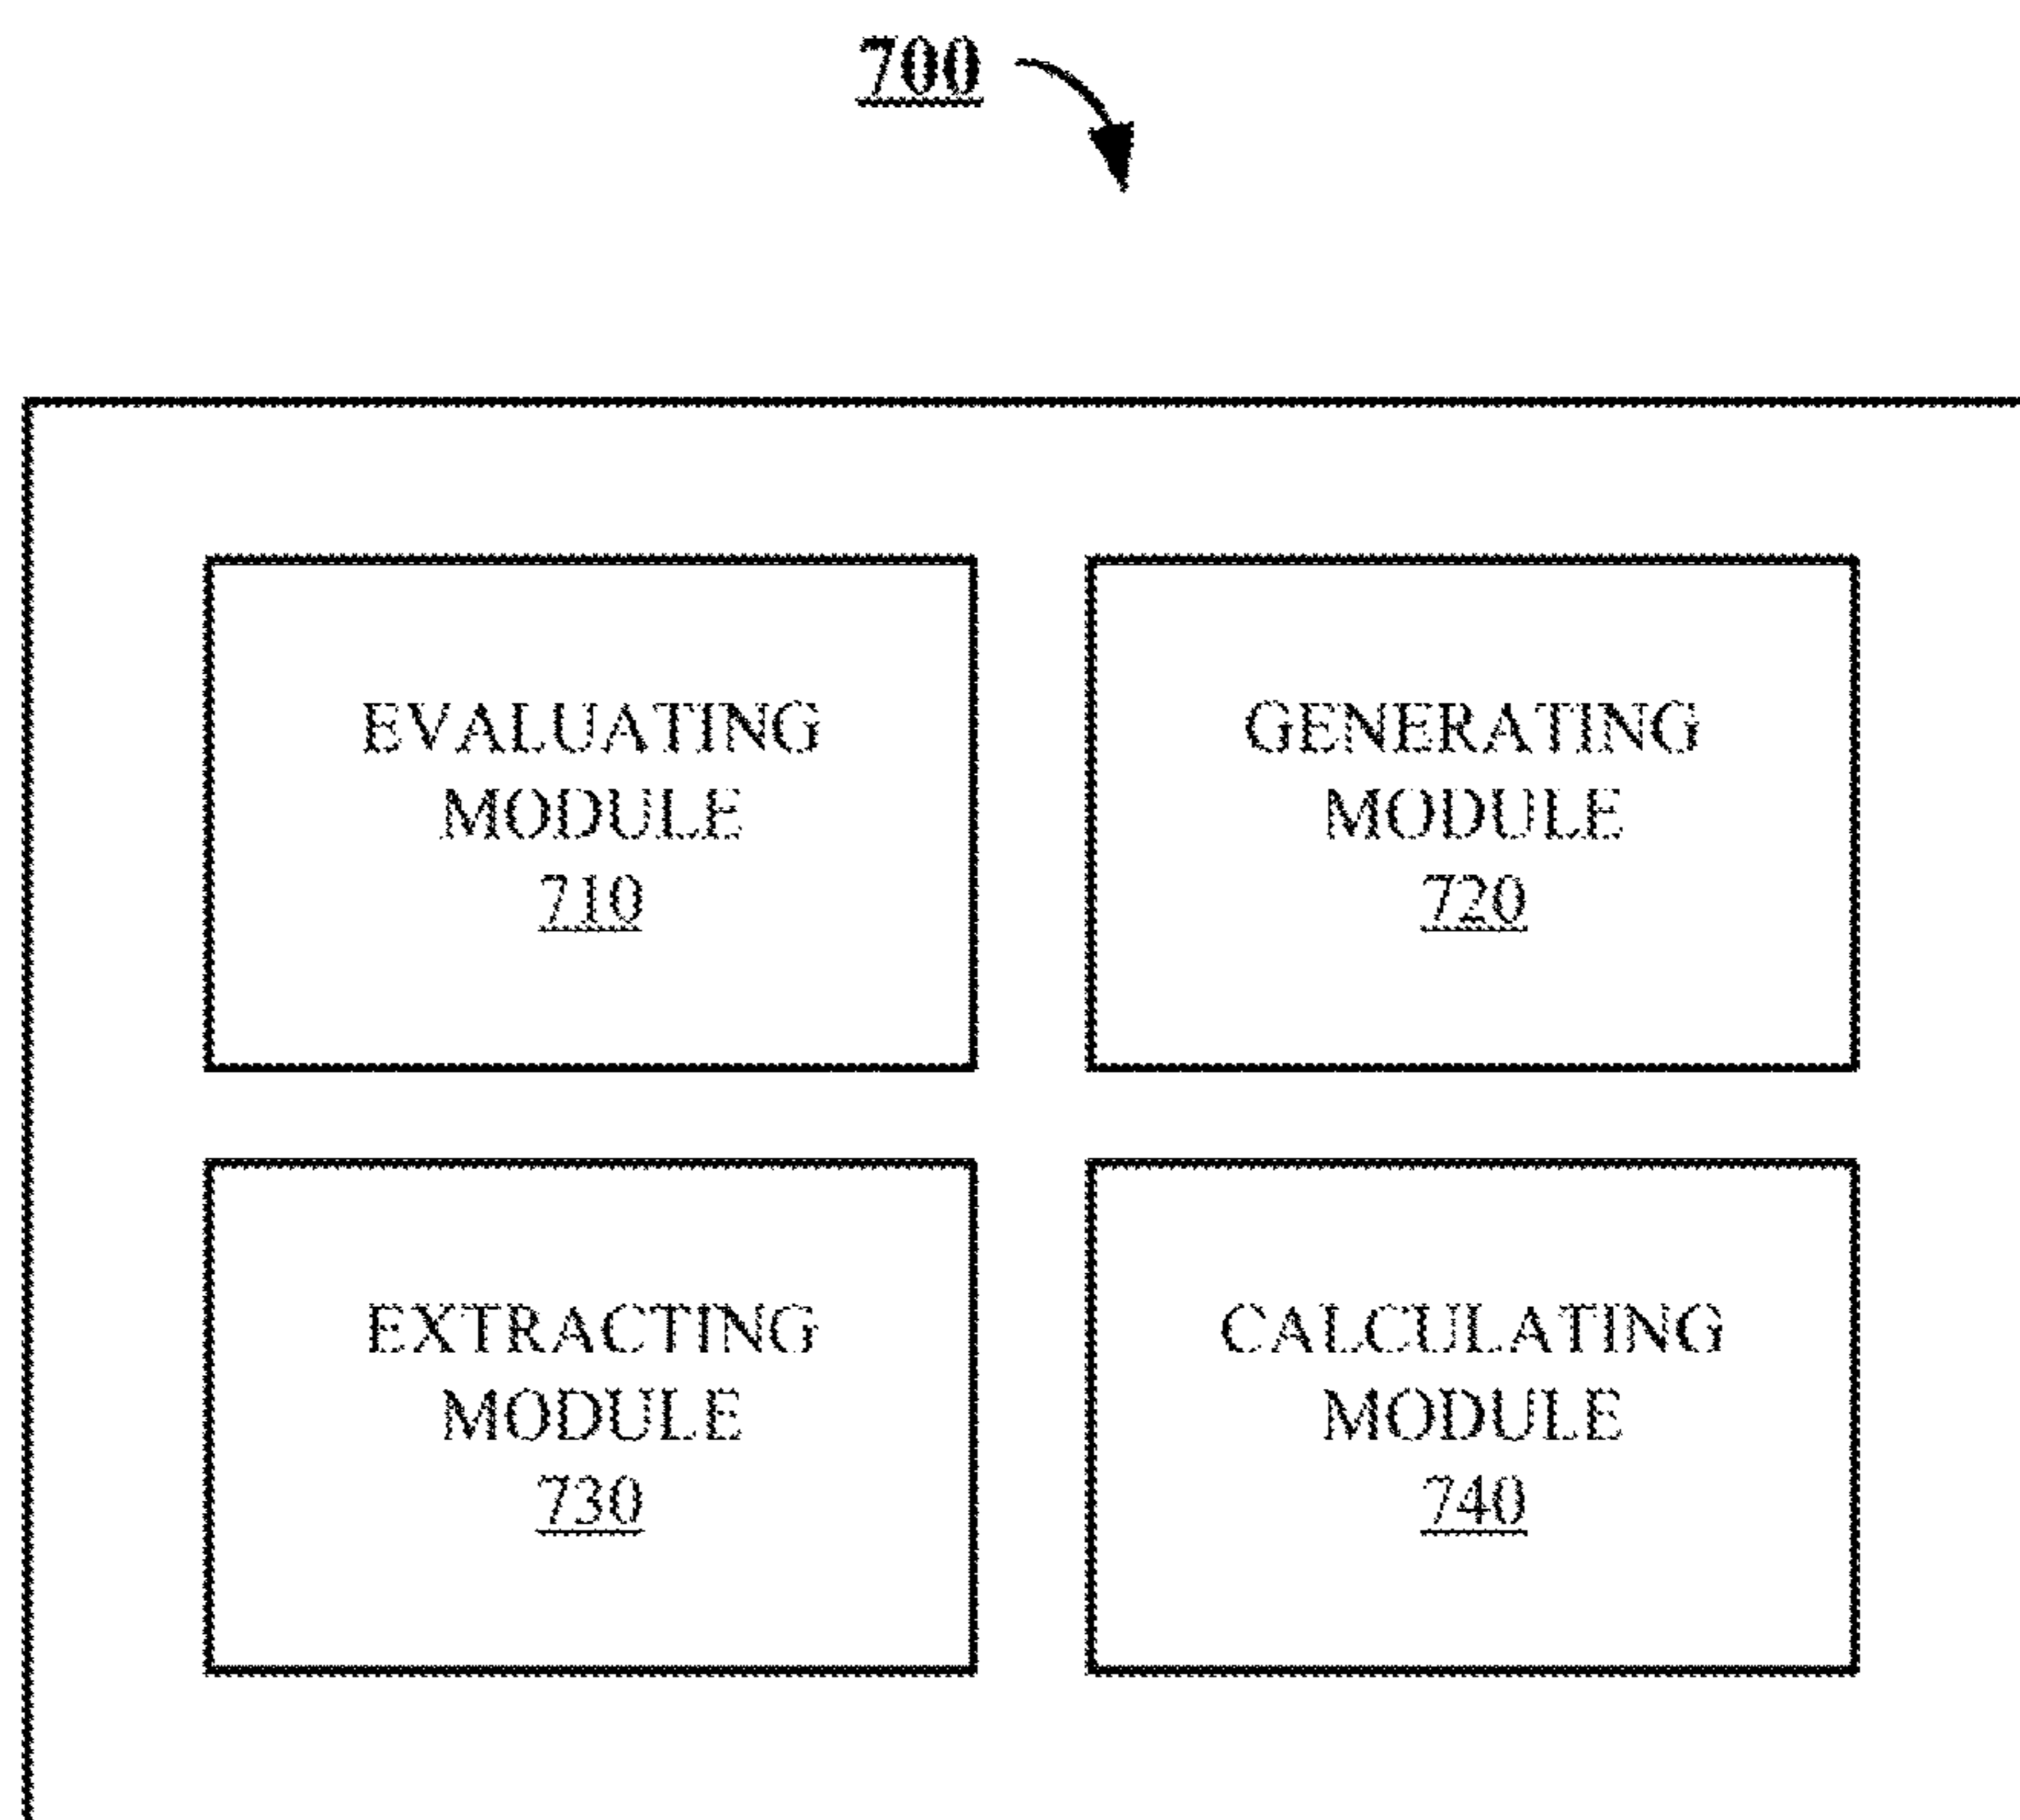 700
EVALUATING
MODULE
710
GENERATING
MODULE
720
EXTRACTING
MODULE
730
CALCULATING
MODULE
740